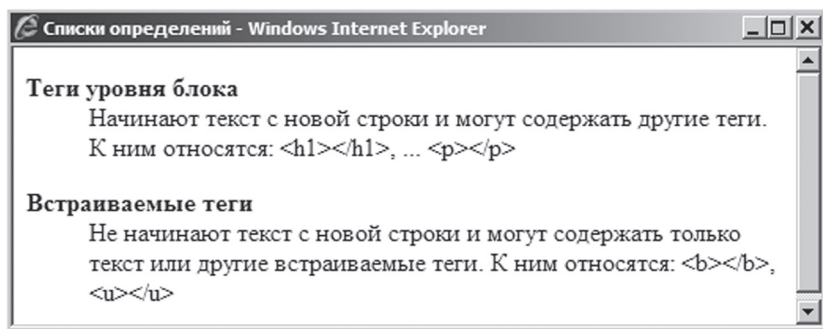 Списки определений - Windows Internet Explorer
Теги уровня блока
Начинают текст с новой строки и могут содержать другие теги.
К ним относятся: <h1></h1>, ... <p></p>
Встраиваемые теги
Не начинают текст с новой строки и могут содержать только
текст или другие встраиваемые теги. К ним относятся: <b></b>,
<u></u>